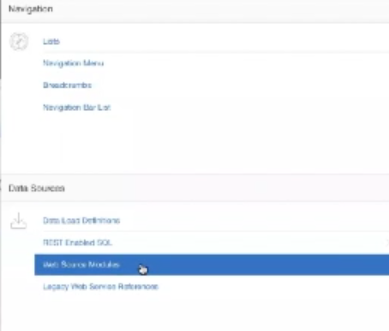 Navigation
Lists
Navigation Menu
Breadcrumbs
Navigation Bar List
Data Sources
Data Load Definitions
REST Enabled SQL
Web Source Modules
Legacy Web Service References